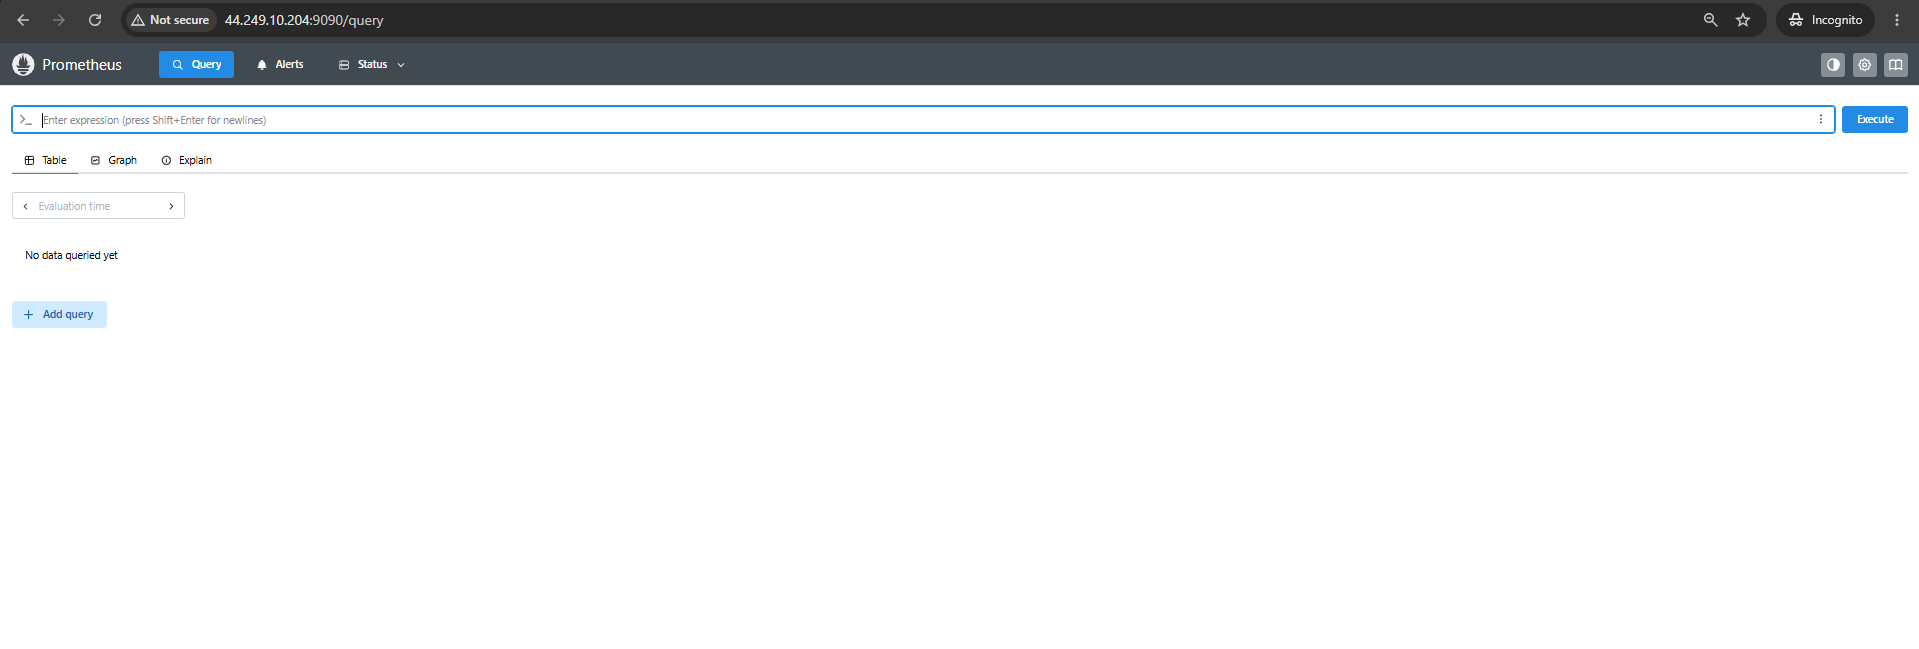 Not secure 44.249.10.204:9090/query Incognito
Prometheus Query Alerts Status
Enter expression (press Shift+Enter for newlines) Execute
Table Graph Explain
Evaluation time
No data queried yet
Add query